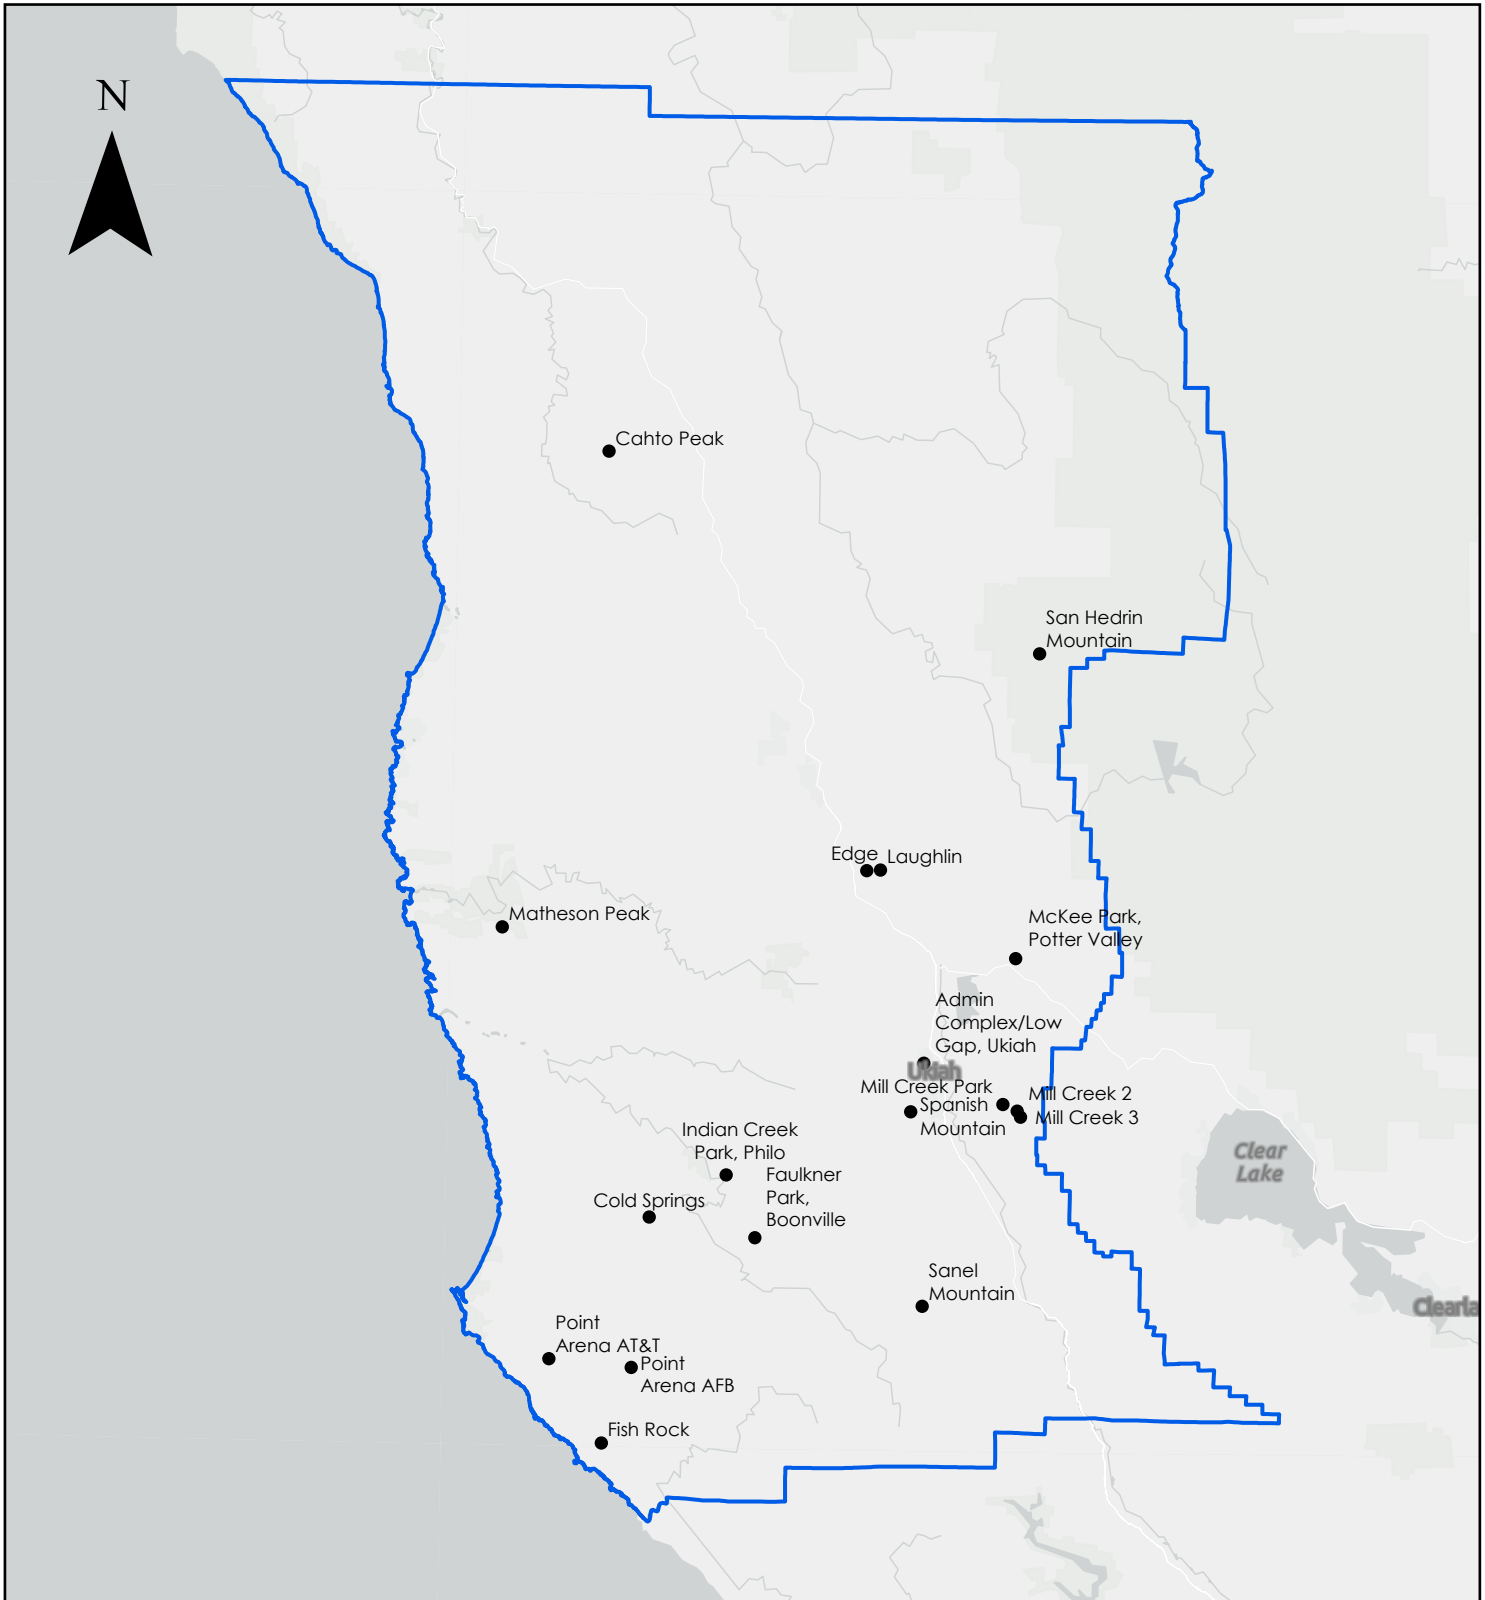 N
Cahto Peak
San Hedrin
Mountain
Edge
Laughlin
Matheson Peak
McKee Park,
Potter Valley
Admin
Complex/Low
Gap, Ukiah
Ukiah
Mill Creek Park
Mill Creek 2
Spanish
Mountain
Mill Creek 3
Indian Creek
Park, Philo
Clear
Lake
Faulkner
Park,
Boonville
Cold Springs
Sanel
Mountain
Clearla
Point
Arena AT&T
Point
Arena AFB
Fish Rock